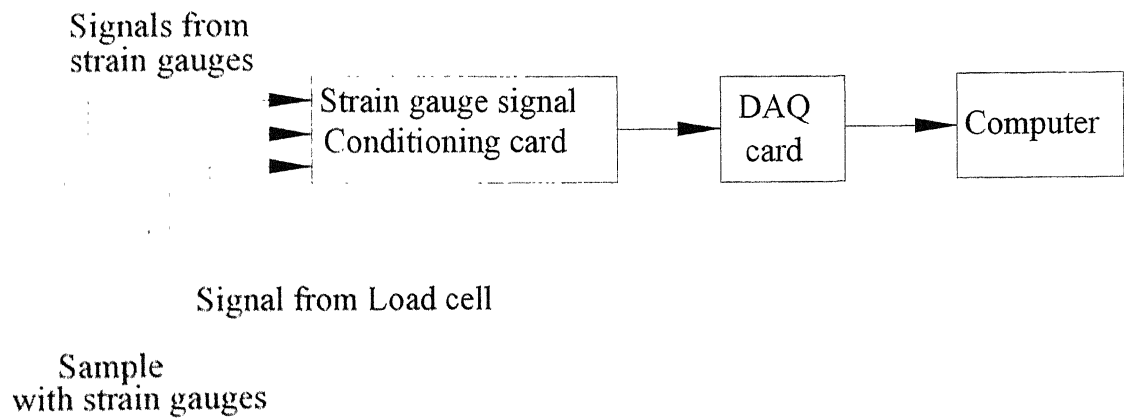 Signals from
strain gauges
Strain gauge signal
Conditioning card
DAQ
card
Computer
Signal from Load cell
Sample
with strain gauges